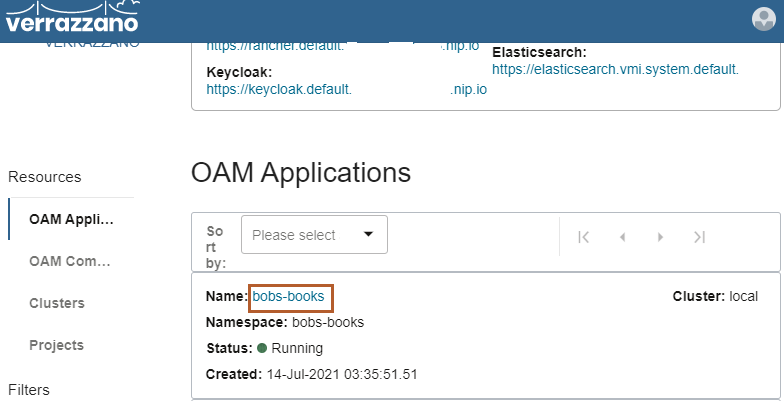 verrazzano
VERRAZZANO
https://rancher.default. .nip.io
Keycloak:
https://keycloak.default. .nip.io
Elasticsearch:
https://elasticsearch.vmi.system.default.
Resources
OAM Appli...
OAM Com...
Clusters
Projects
Filters
OAM Applications
Sort by:
Please select
Name: bobs-books
Cluster: local
Namespace: bobs-books
Status: Running
Created: 14-Jul-2021 03:35:51.51